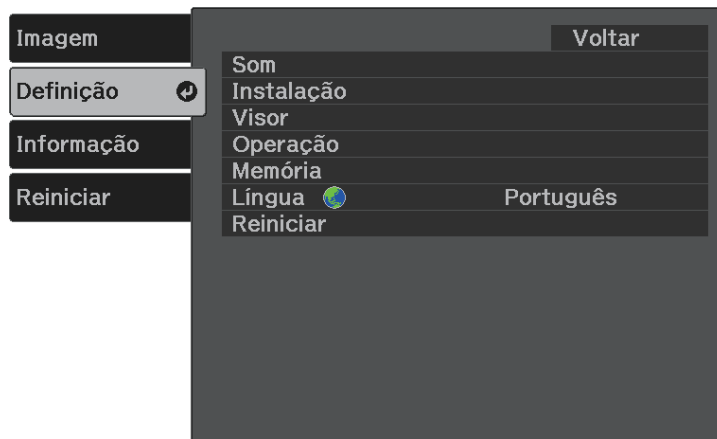 Imagem
Definição
Informação
Reiniciar
Voltar
Som
Instalação
Visor
Operação
Memória
Língua Português
Reiniciar